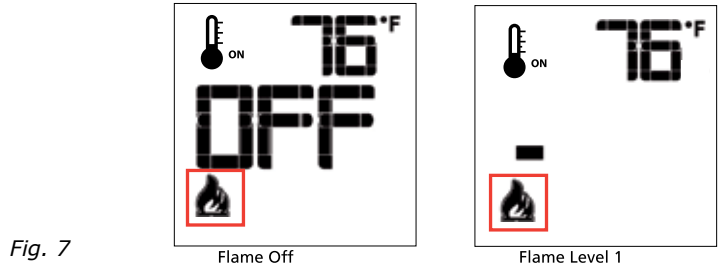 76°F
ON
OFF
Flame Off
76°F
ON
-
Flame Level 1
Fig. 7